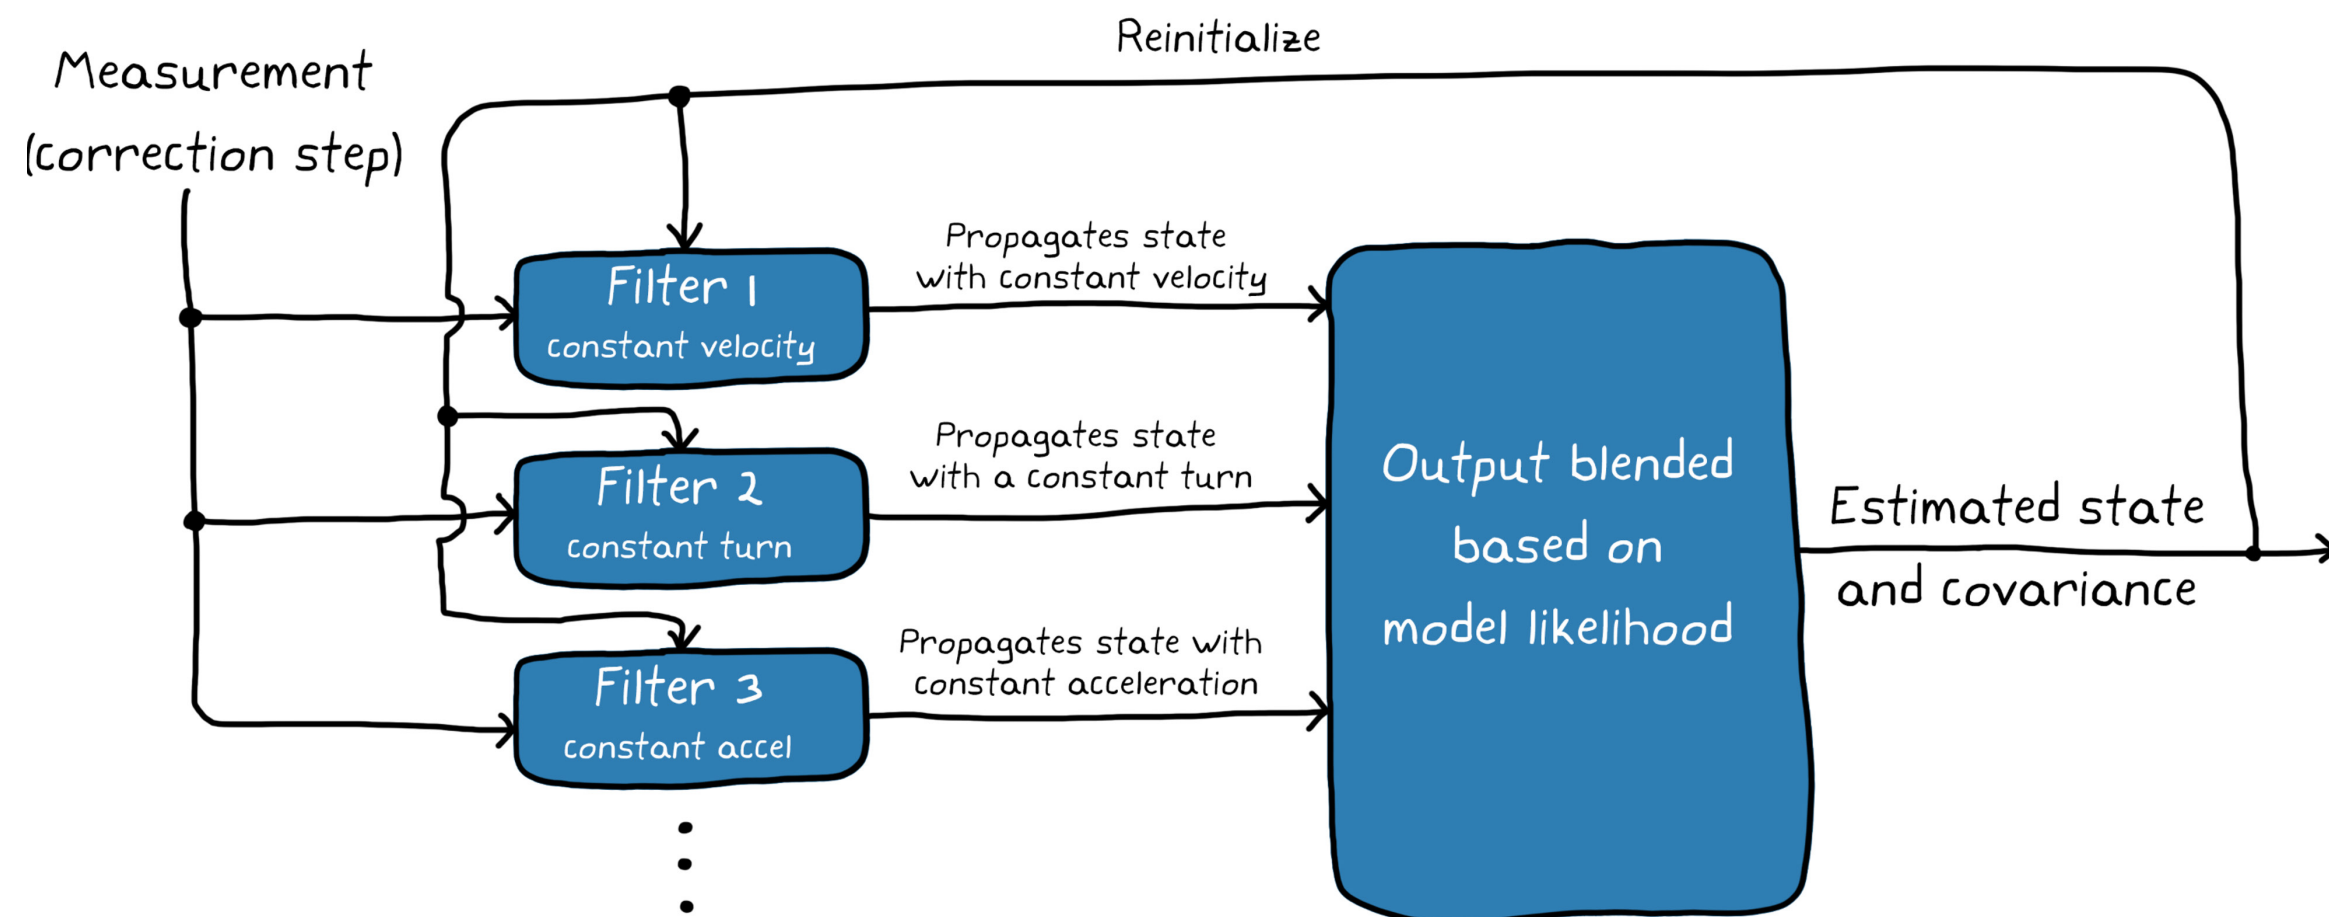 Reinitialize
Measurement
(correction step)
Filter 1
constant velocity
Propagates state
with constant velocity
Filter 2
constant turn
Propagates state
with a constant turn
Filter 3
constant accel
Propagates state with
constant acceleration
Output blended
based on
model likelihood
Estimated state
and covariance